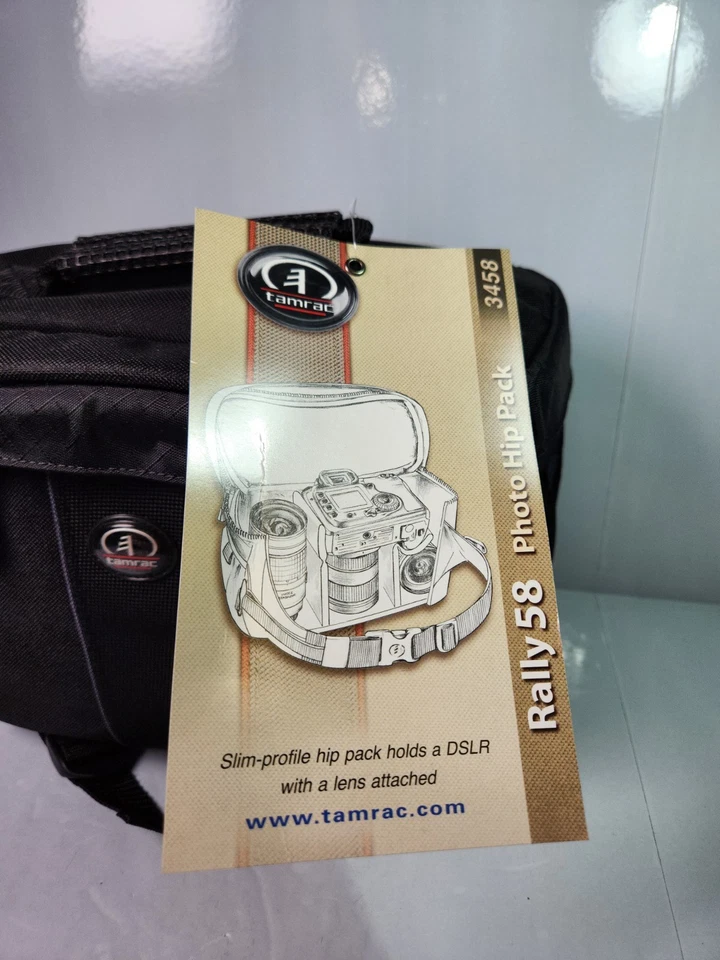 tamrac
3458
Rally 58 Photo Hip Pack
tamrac
Slim-profile hip pack holds a DSLR
with a lens attached
www.tamrac.com